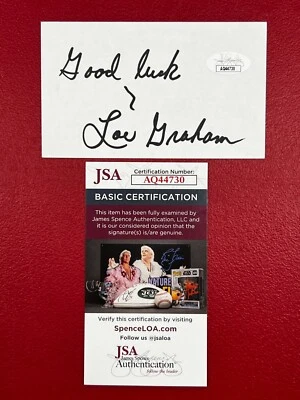 Good luck
Lou Graham
AQ44730
JSA
Certification Number:
AQ44730
BASIC CERTIFICATION
This item has been fully examined by
James Spence Authentication, LLC and
it is our considered opinion that the
signature(s) is/are genuine.
Verify this certification by visiting
SpenceLOA.com
Follow us @jsaloa
JSA
James Spence
Authentication